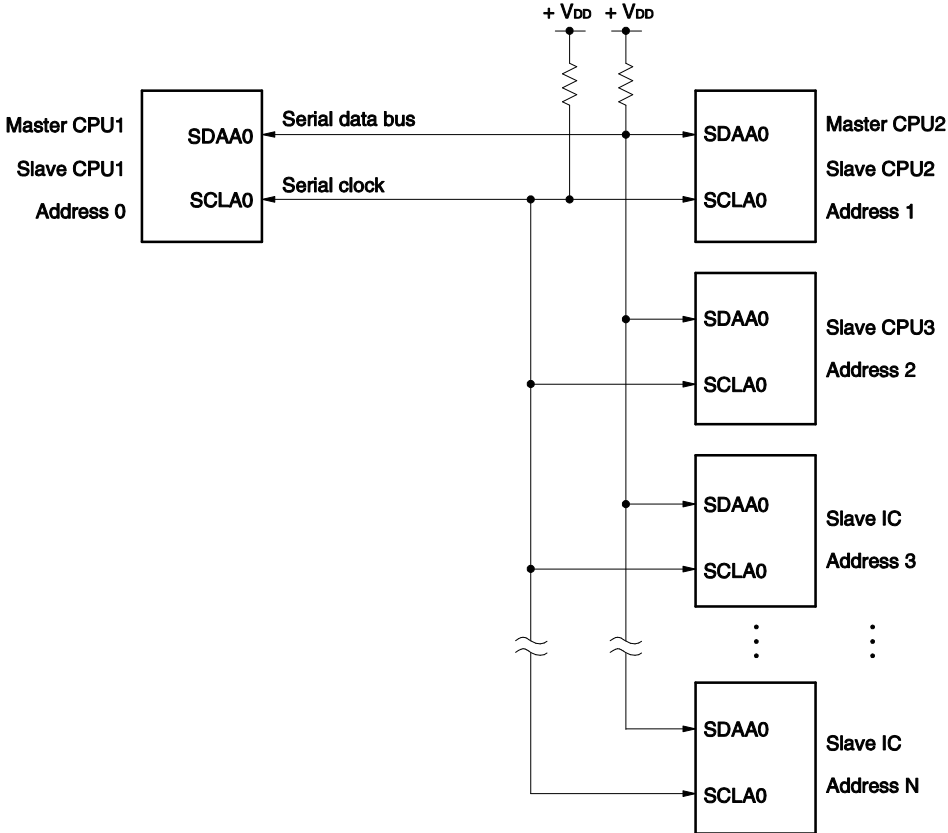 + VDD + VDD
Master CPU1
Slave CPU1
Address 0
SDAA0
SCLA0
Serial data bus
Serial clock
SDAA0
SCLA0
Master CPU2
Slave CPU2
Address 1
SDAA0
SCLA0
Slave CPU3
Address 2
SDAA0
SCLA0
Slave IC
Address 3
SDAA0
SCLA0
Slave IC
Address N